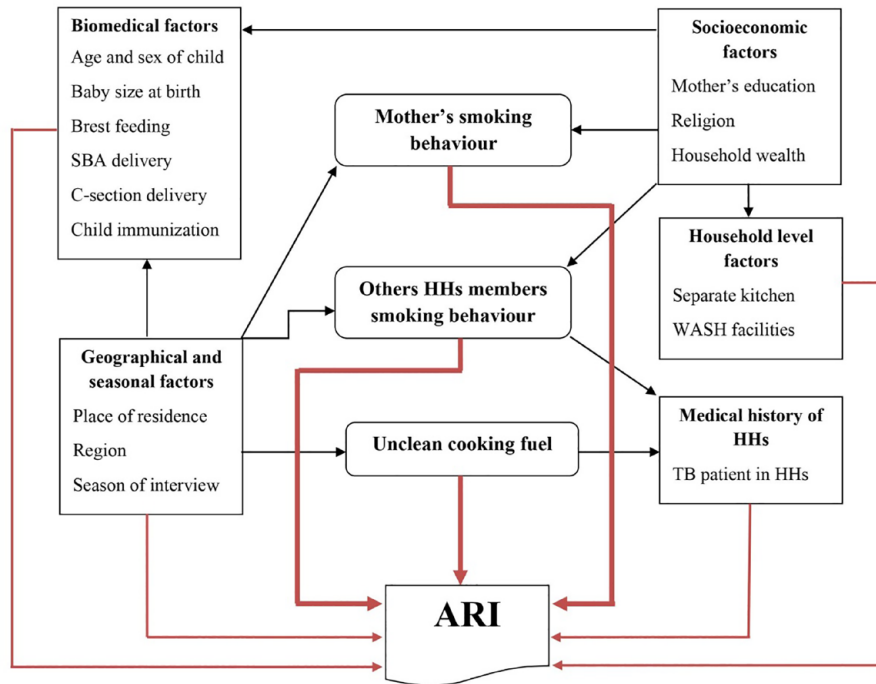 Biomedical factors
Age and sex of child
Baby size at birth
Brest feeding
SBA delivery
C-section delivery
Child immunization
Socioeconomic
factors
Mother's education
Religion
Household wealth
Mother's smoking
behaviour
Household level
factors
Separate kitchen
WASH facilities
Others HHs members
smoking behaviour
Geographical and
seasonal factors
Place of residence
Region
Season of interview
Unclean cooking fuel
Medical history of
HHs
TB patient in HHs
ARI